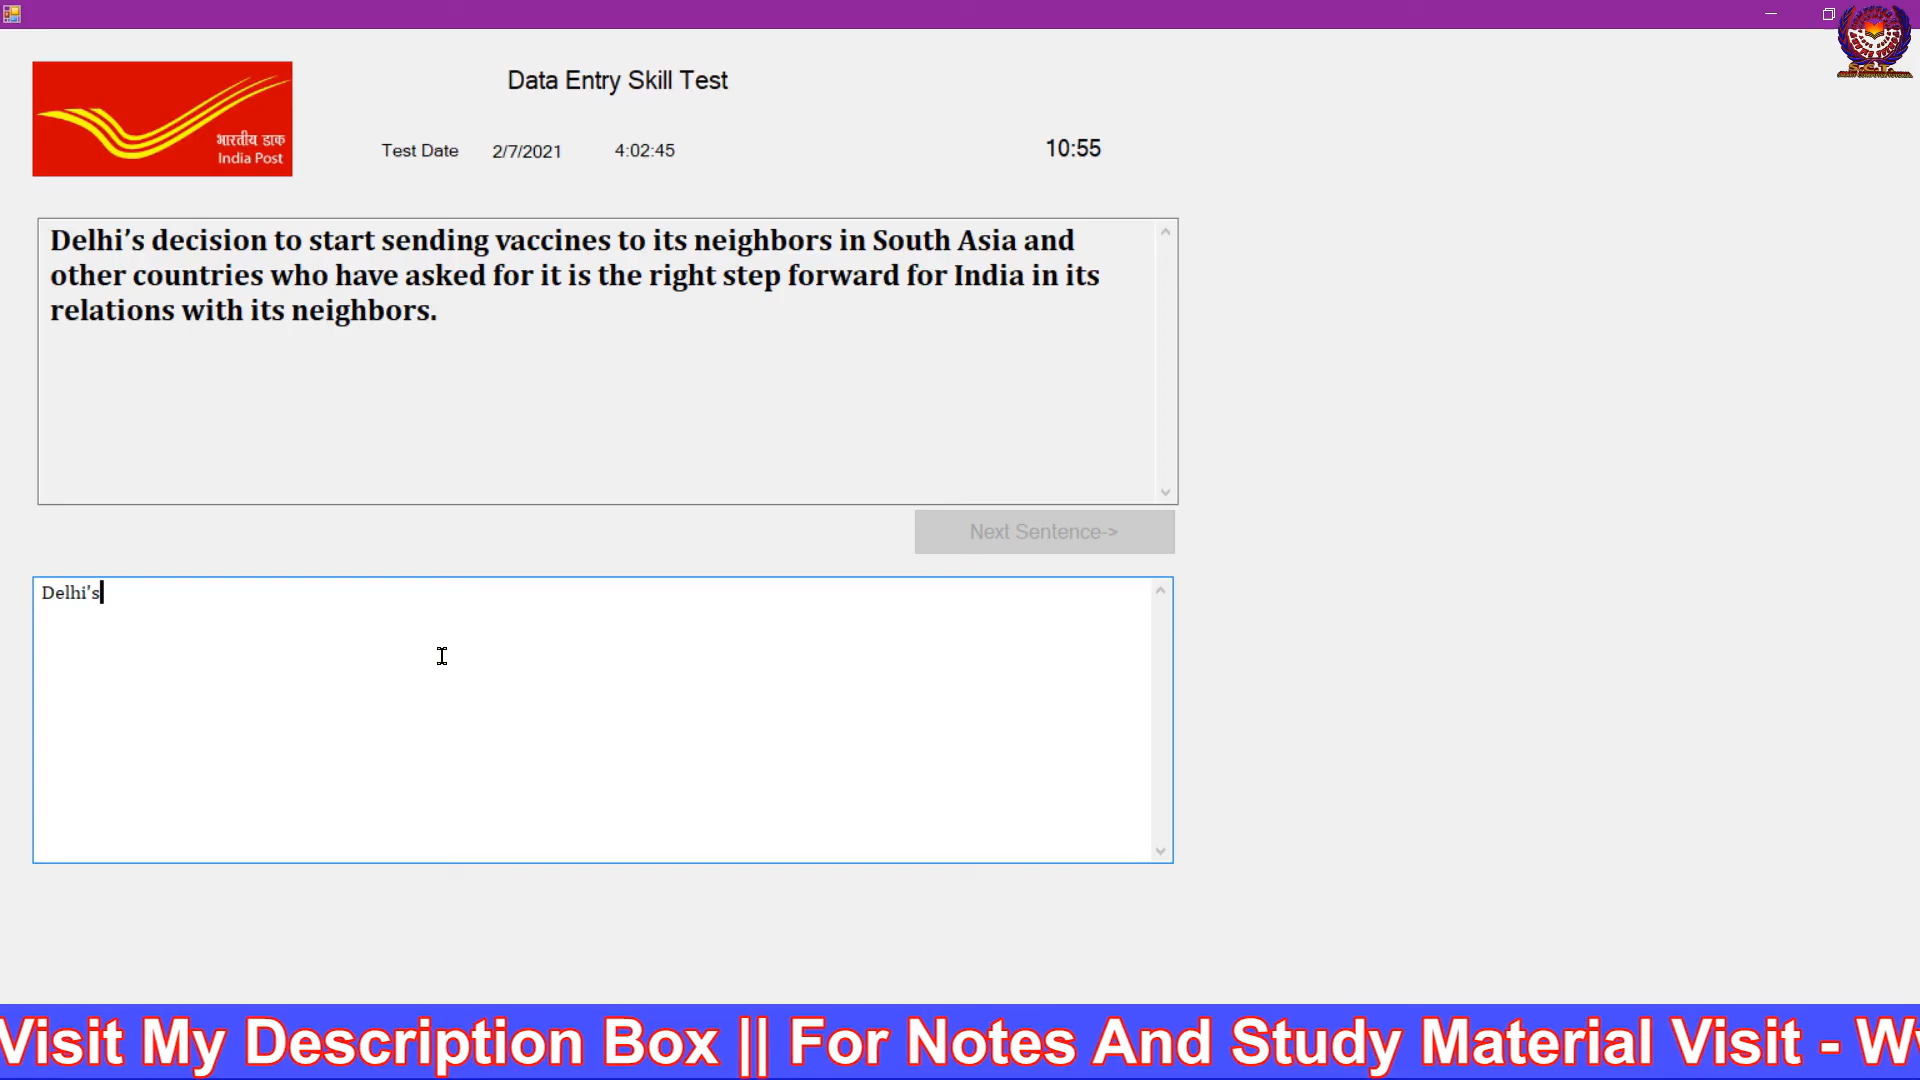 Data Entry Skill Test
भारतीय डाक
India Post
Test Date 2/7/2021 4:02:45 10:55
Delhi's decision to start sending vaccines to its neighbors in South Asia and
other countries who have asked for it is the right step forward for India in its
relations with its neighbors.
Next Sentence->
Delhi's
Visit My Description Box || For Notes And Study Material Visit - W